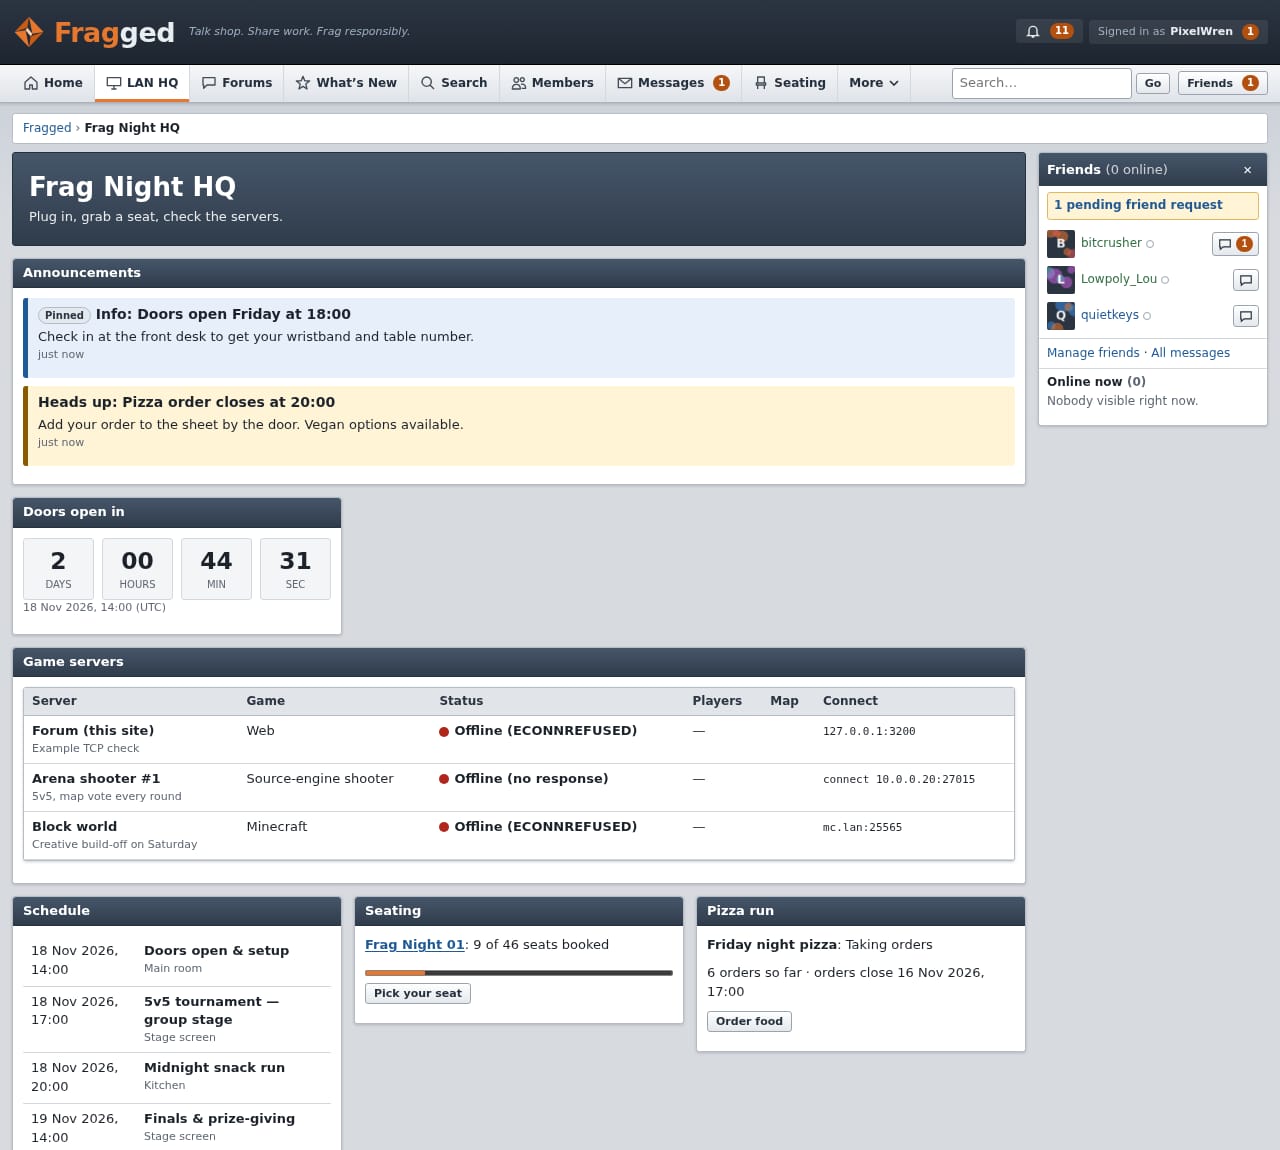 Fragged
Talk shop. Share work. Frag responsibly.
11
Signed in as PixelWren 1
Home
LAN HQ
Forums
What's New
Search
Members
Messages 1
Seating
More
Search…
Go
Friends 1
Fragged › Frag Night HQ
Frag Night HQ
Plug in, grab a seat, check the servers.
Announcements
Pinned Info: Doors open Friday at 18:00
Check in at the front desk to get your wristband and table number.
just now
Heads up: Pizza order closes at 20:00
Add your order to the sheet by the door. Vegan options available.
just now
Doors open in
2 00 44 31
DAYS HOURS MIN SEC
18 Nov 2026, 14:00 (UTC)
Game servers
Server Game Status Players Map Connect
Forum (this site) Web Offline (ECONNREFUSED) — 127.0.0.1:3200
Example TCP check
Arena shooter #1 Source-engine shooter Offline (no response) — connect 10.0.0.20:27015
5v5, map vote every round
Block world Minecraft Offline (ECONNREFUSED) — mc.lan:25565
Creative build-off on Saturday
Schedule
18 Nov 2026, 14:00
Doors open & setup
Main room
18 Nov 2026, 17:00
5v5 tournament — group stage
Stage screen
18 Nov 2026, 20:00
Midnight snack run
Kitchen
19 Nov 2026, 14:00
Finals & prize-giving
Stage screen
Seating
Frag Night 01: 9 of 46 seats booked
Pick your seat
Pizza run
Friday night pizza: Taking orders
6 orders so far · orders close 16 Nov 2026,
17:00
Order food
Friends (0 online) ×
1 pending friend request
B bitcrusher 1
L Lowpoly_Lou
Q quietkeys
Manage friends · All messages
Online now (0)
Nobody visible right now.